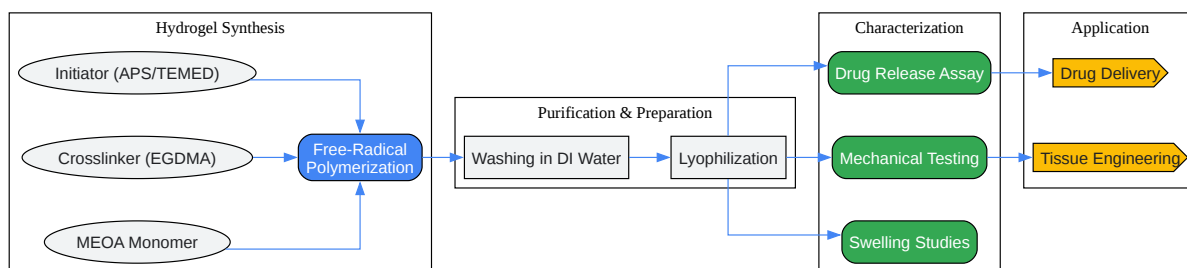 Hydrogel Synthesis
Initiator (APS/TEMED)
Crosslinker (EGDMA)
MEOA Monomer
Free-Radical
Polymerization
Purification & Preparation
Washing in DI Water
Lyophilization
Characterization
Drug Release Assay
Mechanical Testing
Swelling Studies
Application
Drug Delivery
Tissue Engineering